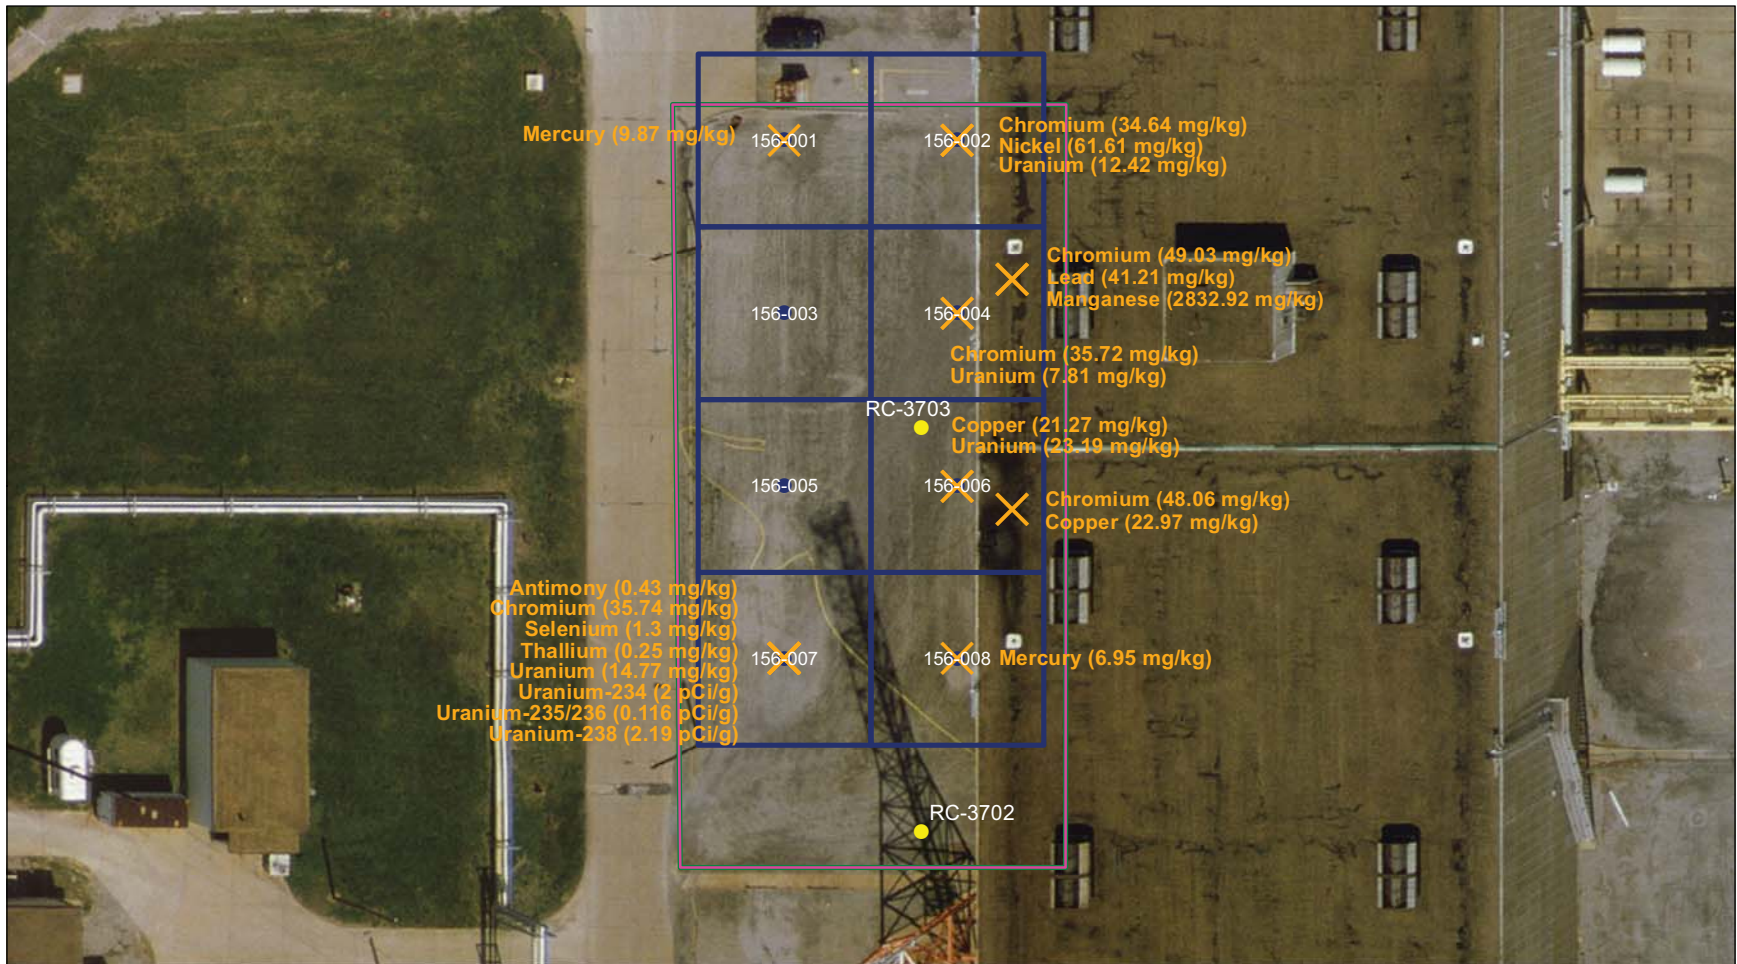 Mercury (9.87 mg/kg)
156-001
156-002
Chromium (34.64 mg/kg)
Nickel (61.61 mg/kg)
Uranium (12.42 mg/kg)
Chromium (49.03 mg/kg)
Lead (41.21 mg/kg)
Manganese (2832.92 mg/kg)
156-003
156-004
Chromium (35.72 mg/kg)
Uranium (7.81 mg/kg)
RC-3703
Copper (21.27 mg/kg)
Uranium (23.19 mg/kg)
156-005
156-006
Chromium (48.06 mg/kg)
Copper (22.97 mg/kg)
Antimony (0.43 mg/kg)
Chromium (35.74 mg/kg)
Selenium (1.3 mg/kg)
Thallium (0.25 mg/kg)
Uranium (14.77 mg/kg)
Uranium-234 (2 pCi/g)
Uranium-235/236 (0.116 pCi/g)
Uranium-238 (2.19 pCi/g)
156-007
156-008
Mercury (6.95 mg/kg)
RC-3702